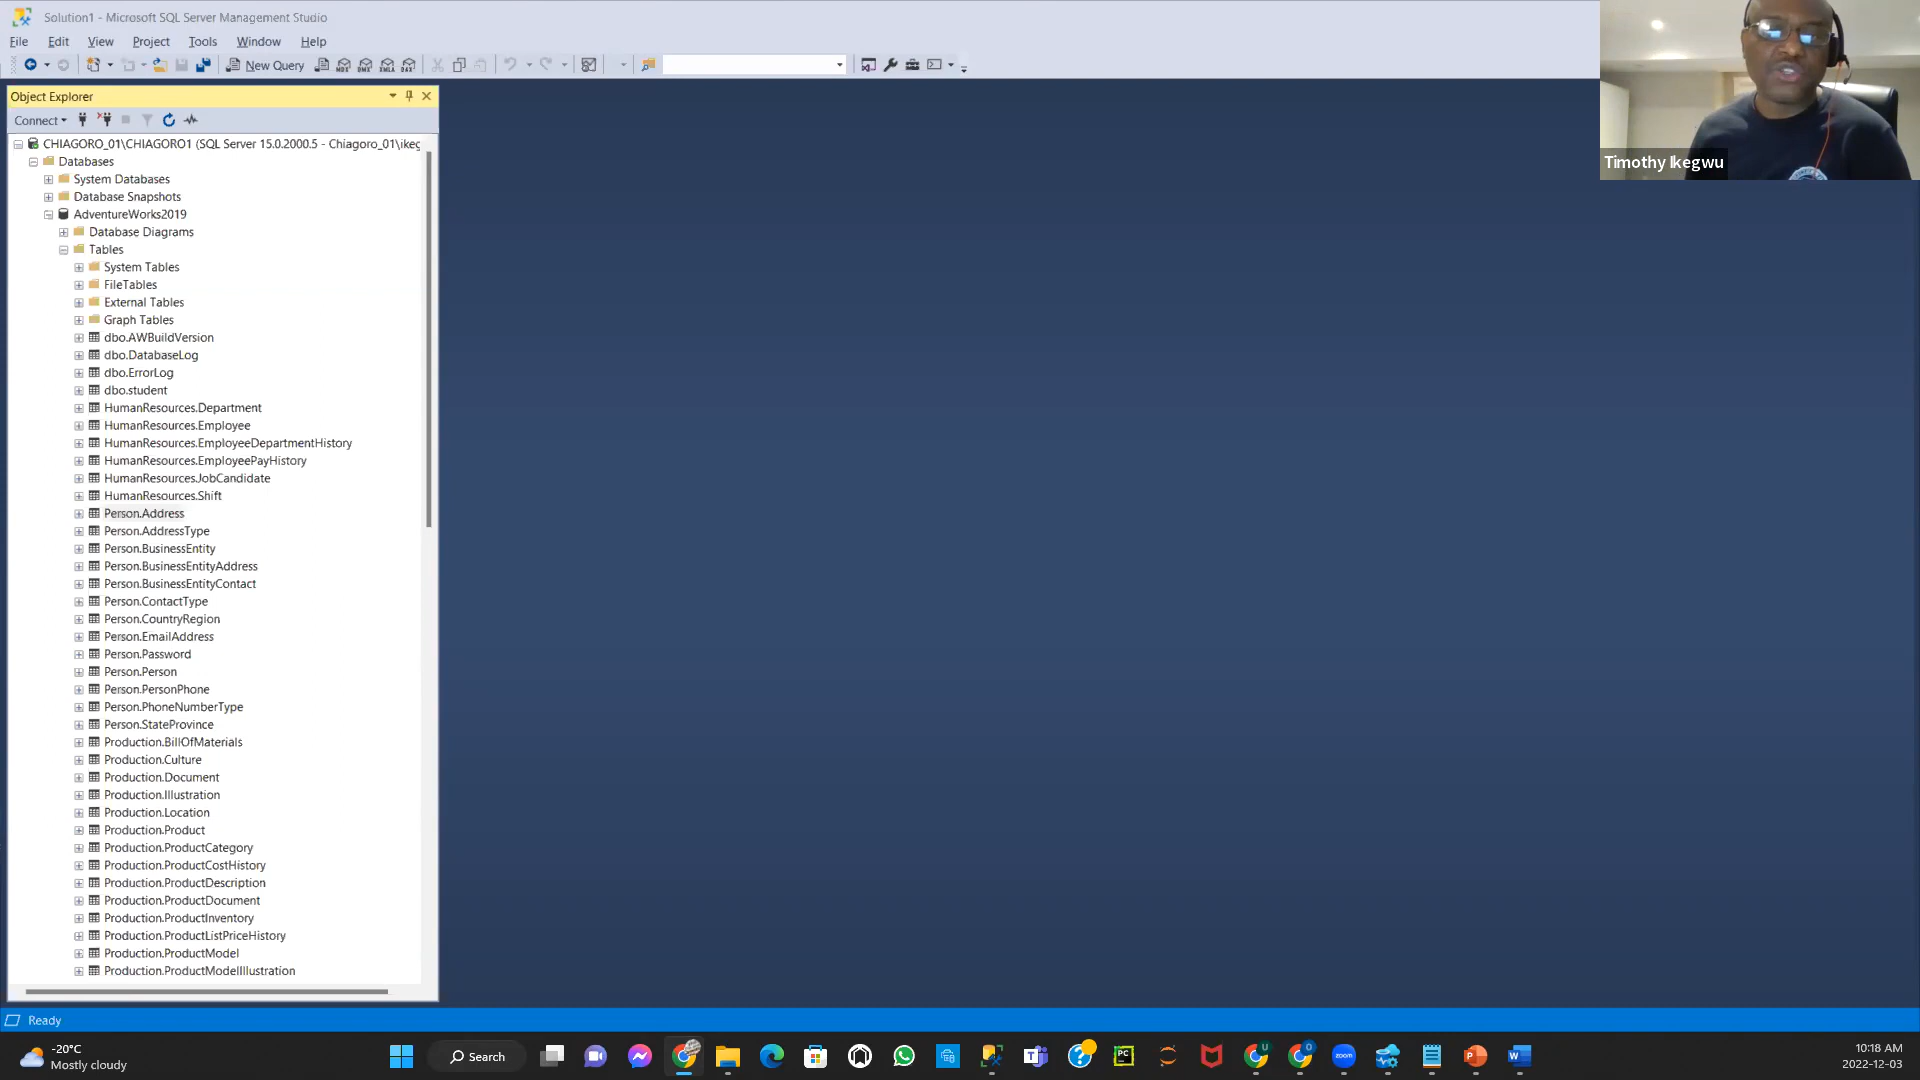 Solution1 - Microsoft SQL Server Management Studio
File Edit View Project Tools Window Help
New Query
Timothy Ikegwu
Object Explorer
Connect
CHIAGORO_01\CHIAGORO1 (SQL Server 15.0.2000.5 - Chiagoro_01\ikeg
Databases
System Databases
Database Snapshots
AdventureWorks2019
Database Diagrams
Tables
System Tables
FileTables
External Tables
Graph Tables
dbo.AWBuildVersion
dbo.DatabaseLog
dbo.ErrorLog
dbo.student
HumanResources.Department
HumanResources.Employee
HumanResources.EmployeeDepartmentHistory
HumanResources.EmployeePayHistory
HumanResources.JobCandidate
HumanResources.Shift
Person.Address
Person.AddressType
Person.BusinessEntity
Person.BusinessEntityAddress
Person.BusinessEntityContact
Person.ContactType
Person.CountryRegion
Person.EmailAddress
Person.Password
Person.Person
Person.PersonPhone
Person.PhoneNumberType
Person.StateProvince
Production.BillOfMaterials
Production.Culture
Production.Document
Production.Illustration
Production.Location
Production.Product
Production.ProductCategory
Production.ProductCostHistory
Production.ProductDescription
Production.ProductDocument
Production.ProductInventory
Production.ProductListPriceHistory
Production.ProductModel
Production.ProductModelIllustration
Ready
-20°C
Mostly cloudy
Search
10:18 AM
2022-12-03